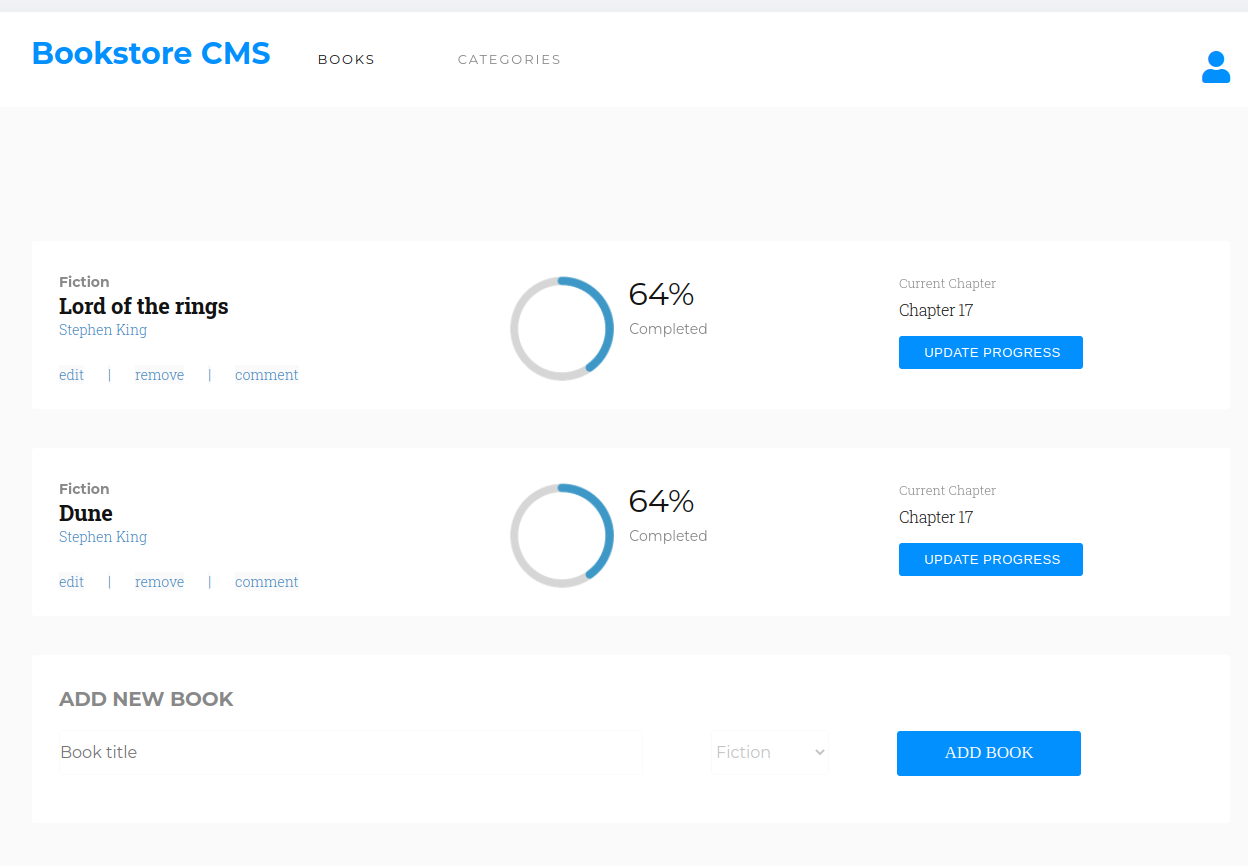 Bookstore CMS BOOKS CATEGORIES
Fiction
Lord of the rings
Stephen King
edit | remove | comment
64%
Completed
Current Chapter
Chapter 17
UPDATE PROGRESS
Fiction
Dune
Stephen King
edit | remove | comment
64%
Completed
Current Chapter
Chapter 17
UPDATE PROGRESS
ADD NEW BOOK
Book title Fiction ADD BOOK